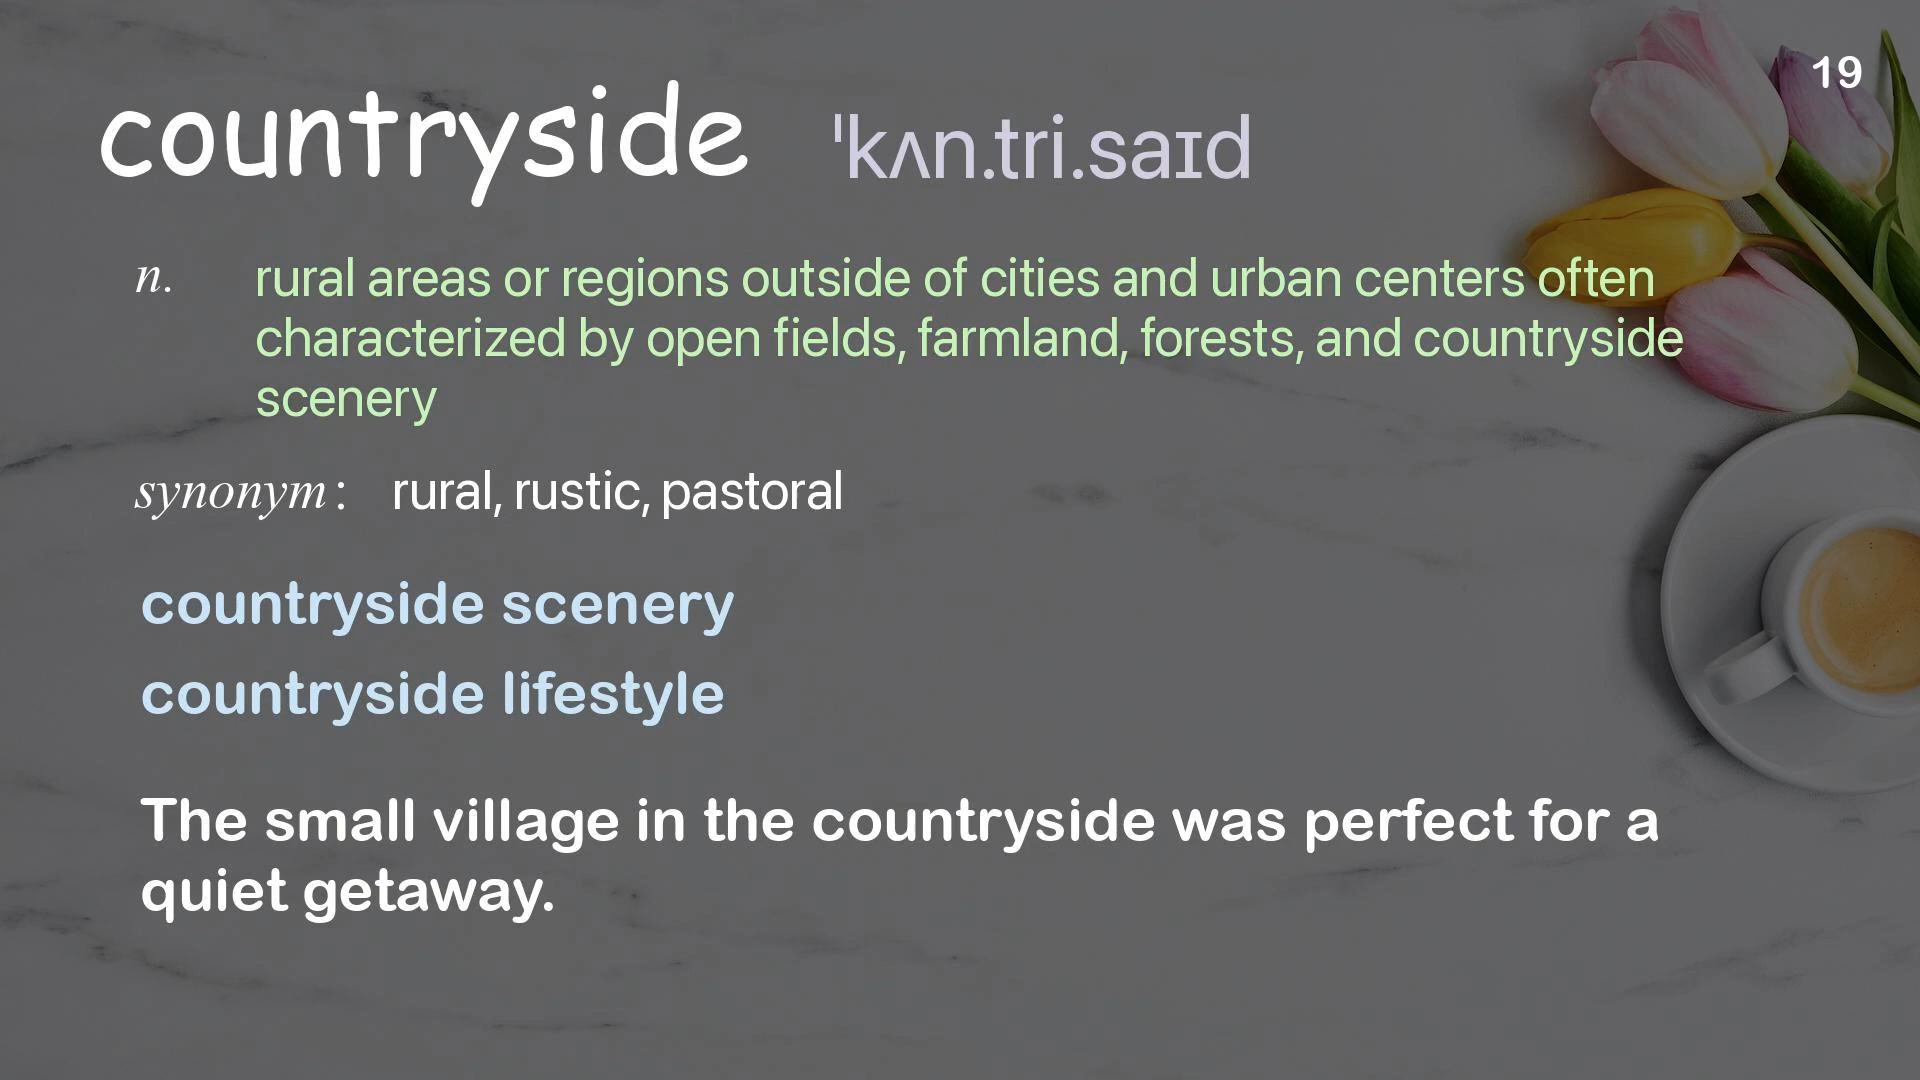 19
countryside ˈkʌn.tri.saɪd
n. rural areas or regions outside of cities and urban centers often
characterized by open fields, farmland, forests, and countryside
scenery
synonym: rural, rustic, pastoral
countryside scenery
countryside lifestyle
The small village in the countryside was perfect for a
quiet getaway.